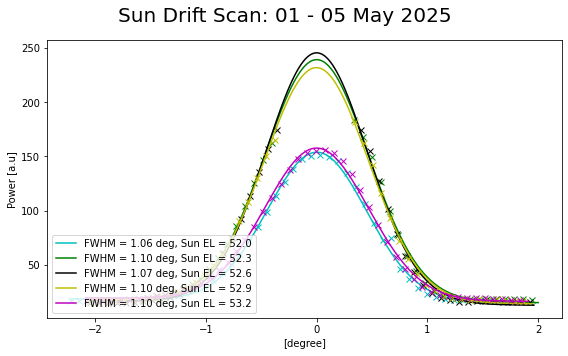 Sun Drift Scan: 01 - 05 May 2025
250
200
150
100
50
Power [a.u]
FWHM = 1.06 deg, Sun EL = 52.0
FWHM = 1.10 deg, Sun EL = 52.3
FWHM = 1.07 deg, Sun EL = 52.6
FWHM = 1.10 deg, Sun EL = 52.9
FWHM = 1.10 deg, Sun EL = 53.2
−2 −1 0 1 2
[degree]